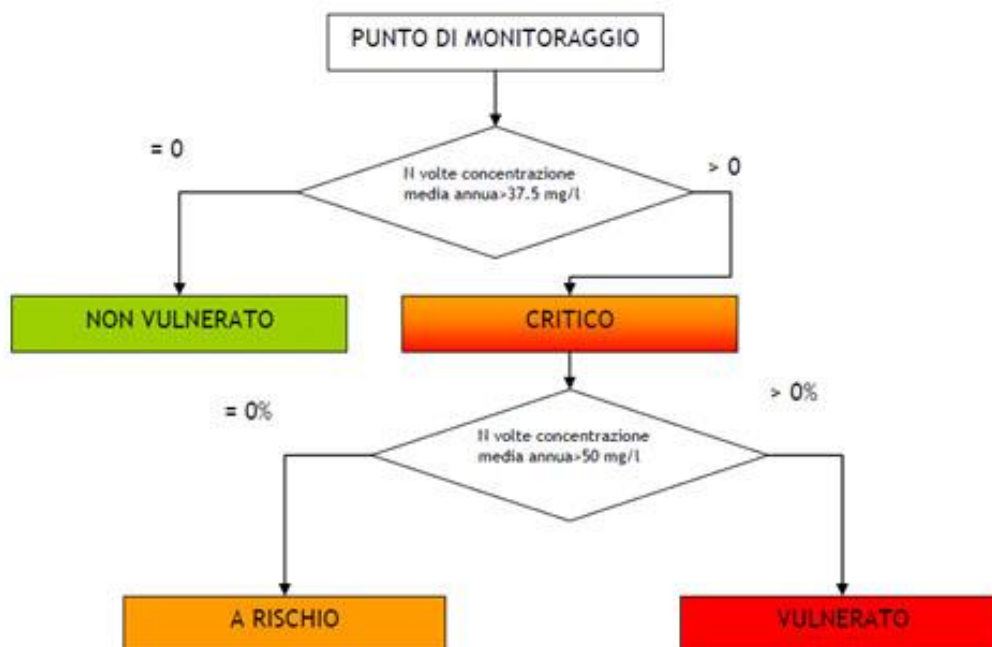 PUNTO DI MONITORAGGIO
= 0
> 0
N volte concentrazione
media annua>37.5 mg/l
NON VULNERATO
CRITICO
= 0%
> 0%
N volte concentrazione
media annua>50 mg/l
A RISCHIO
VULNERATO